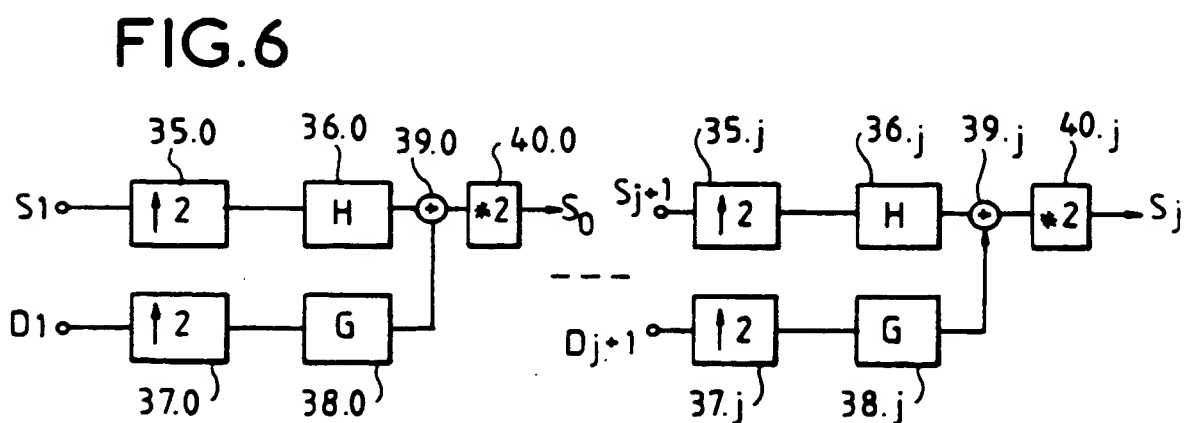 FIG.6
35.0 36.0 39.0 40.0 35.j 36.j 39.j 40.j
S1 ↑2 H + *2 S0 Sj+1 ↑2 H + *2 Sj
---
D1 ↑2 G Dj+1 ↑2 G
37.0 38.0 37.j 38.j